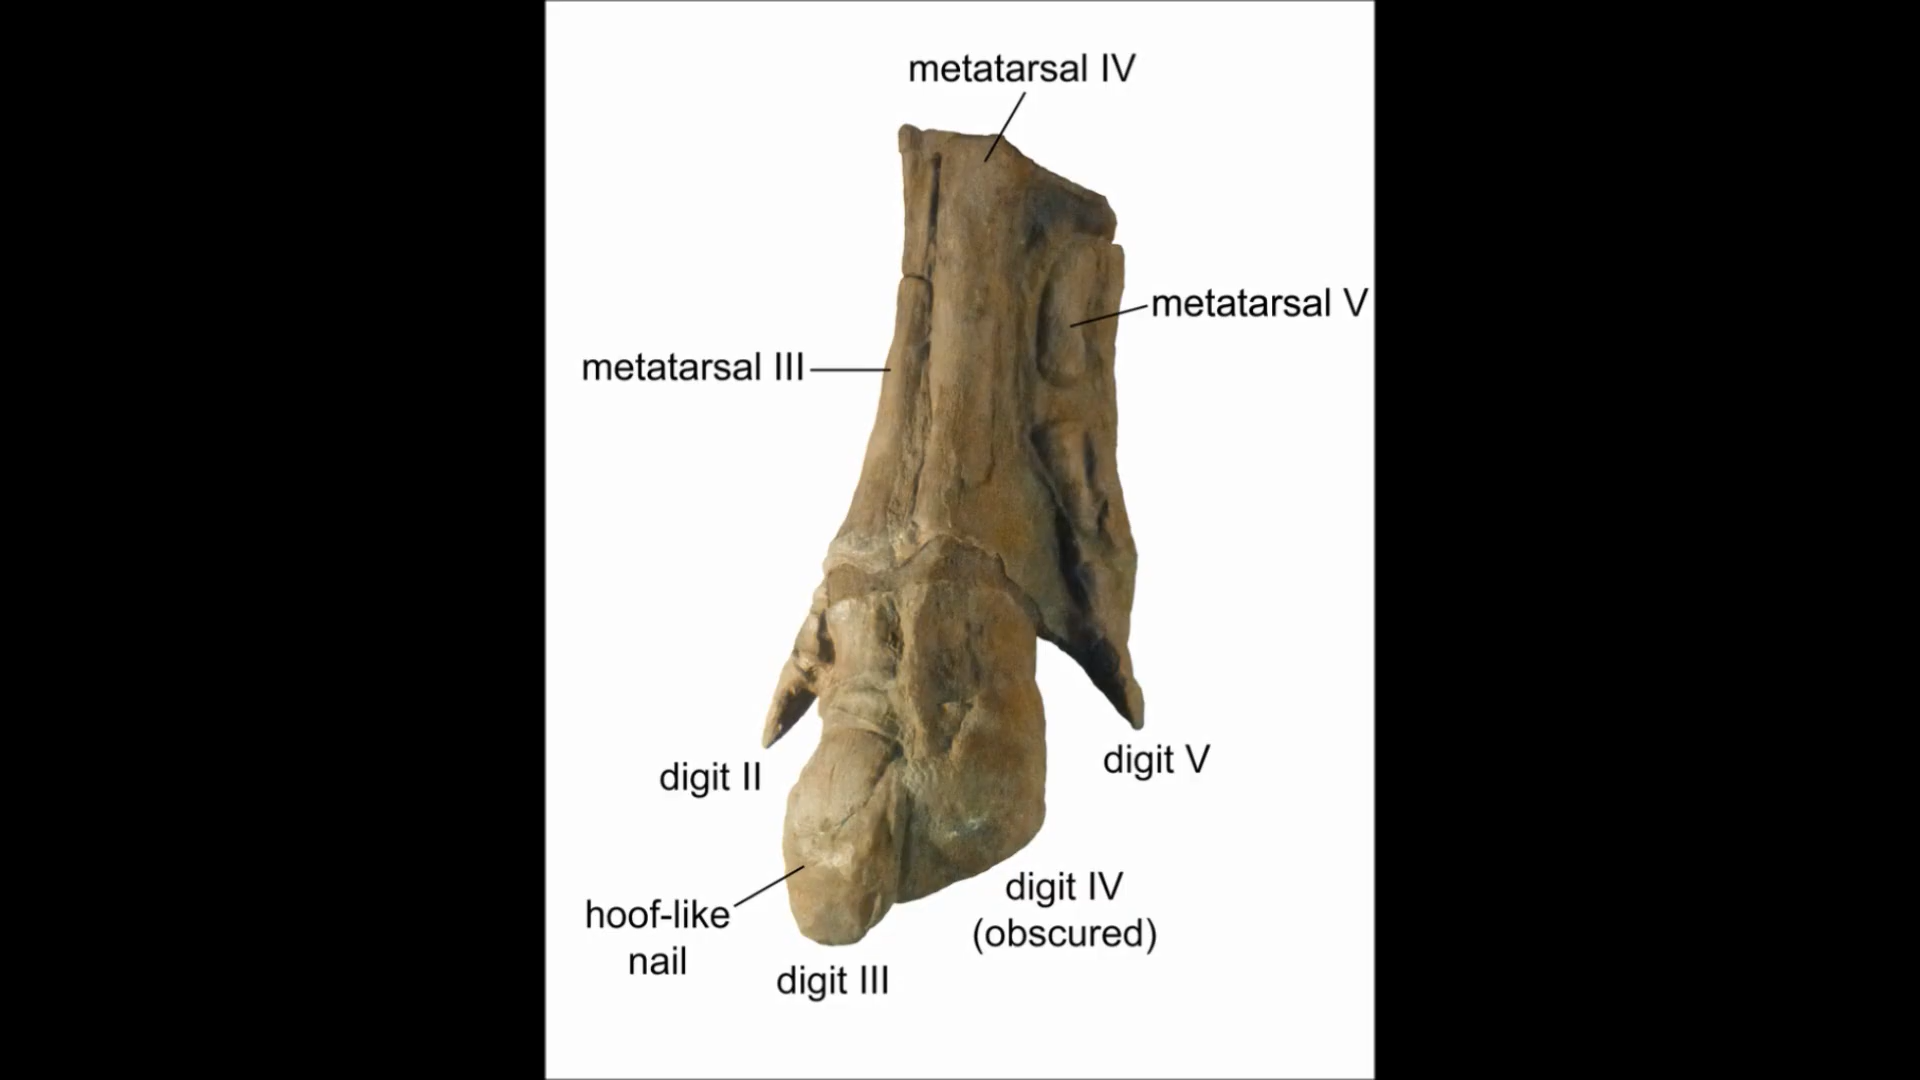 metatarsal IV
metatarsal V
metatarsal III
digit V
digit II
digit IV
(obscured)
hoof-like
nail
digit III